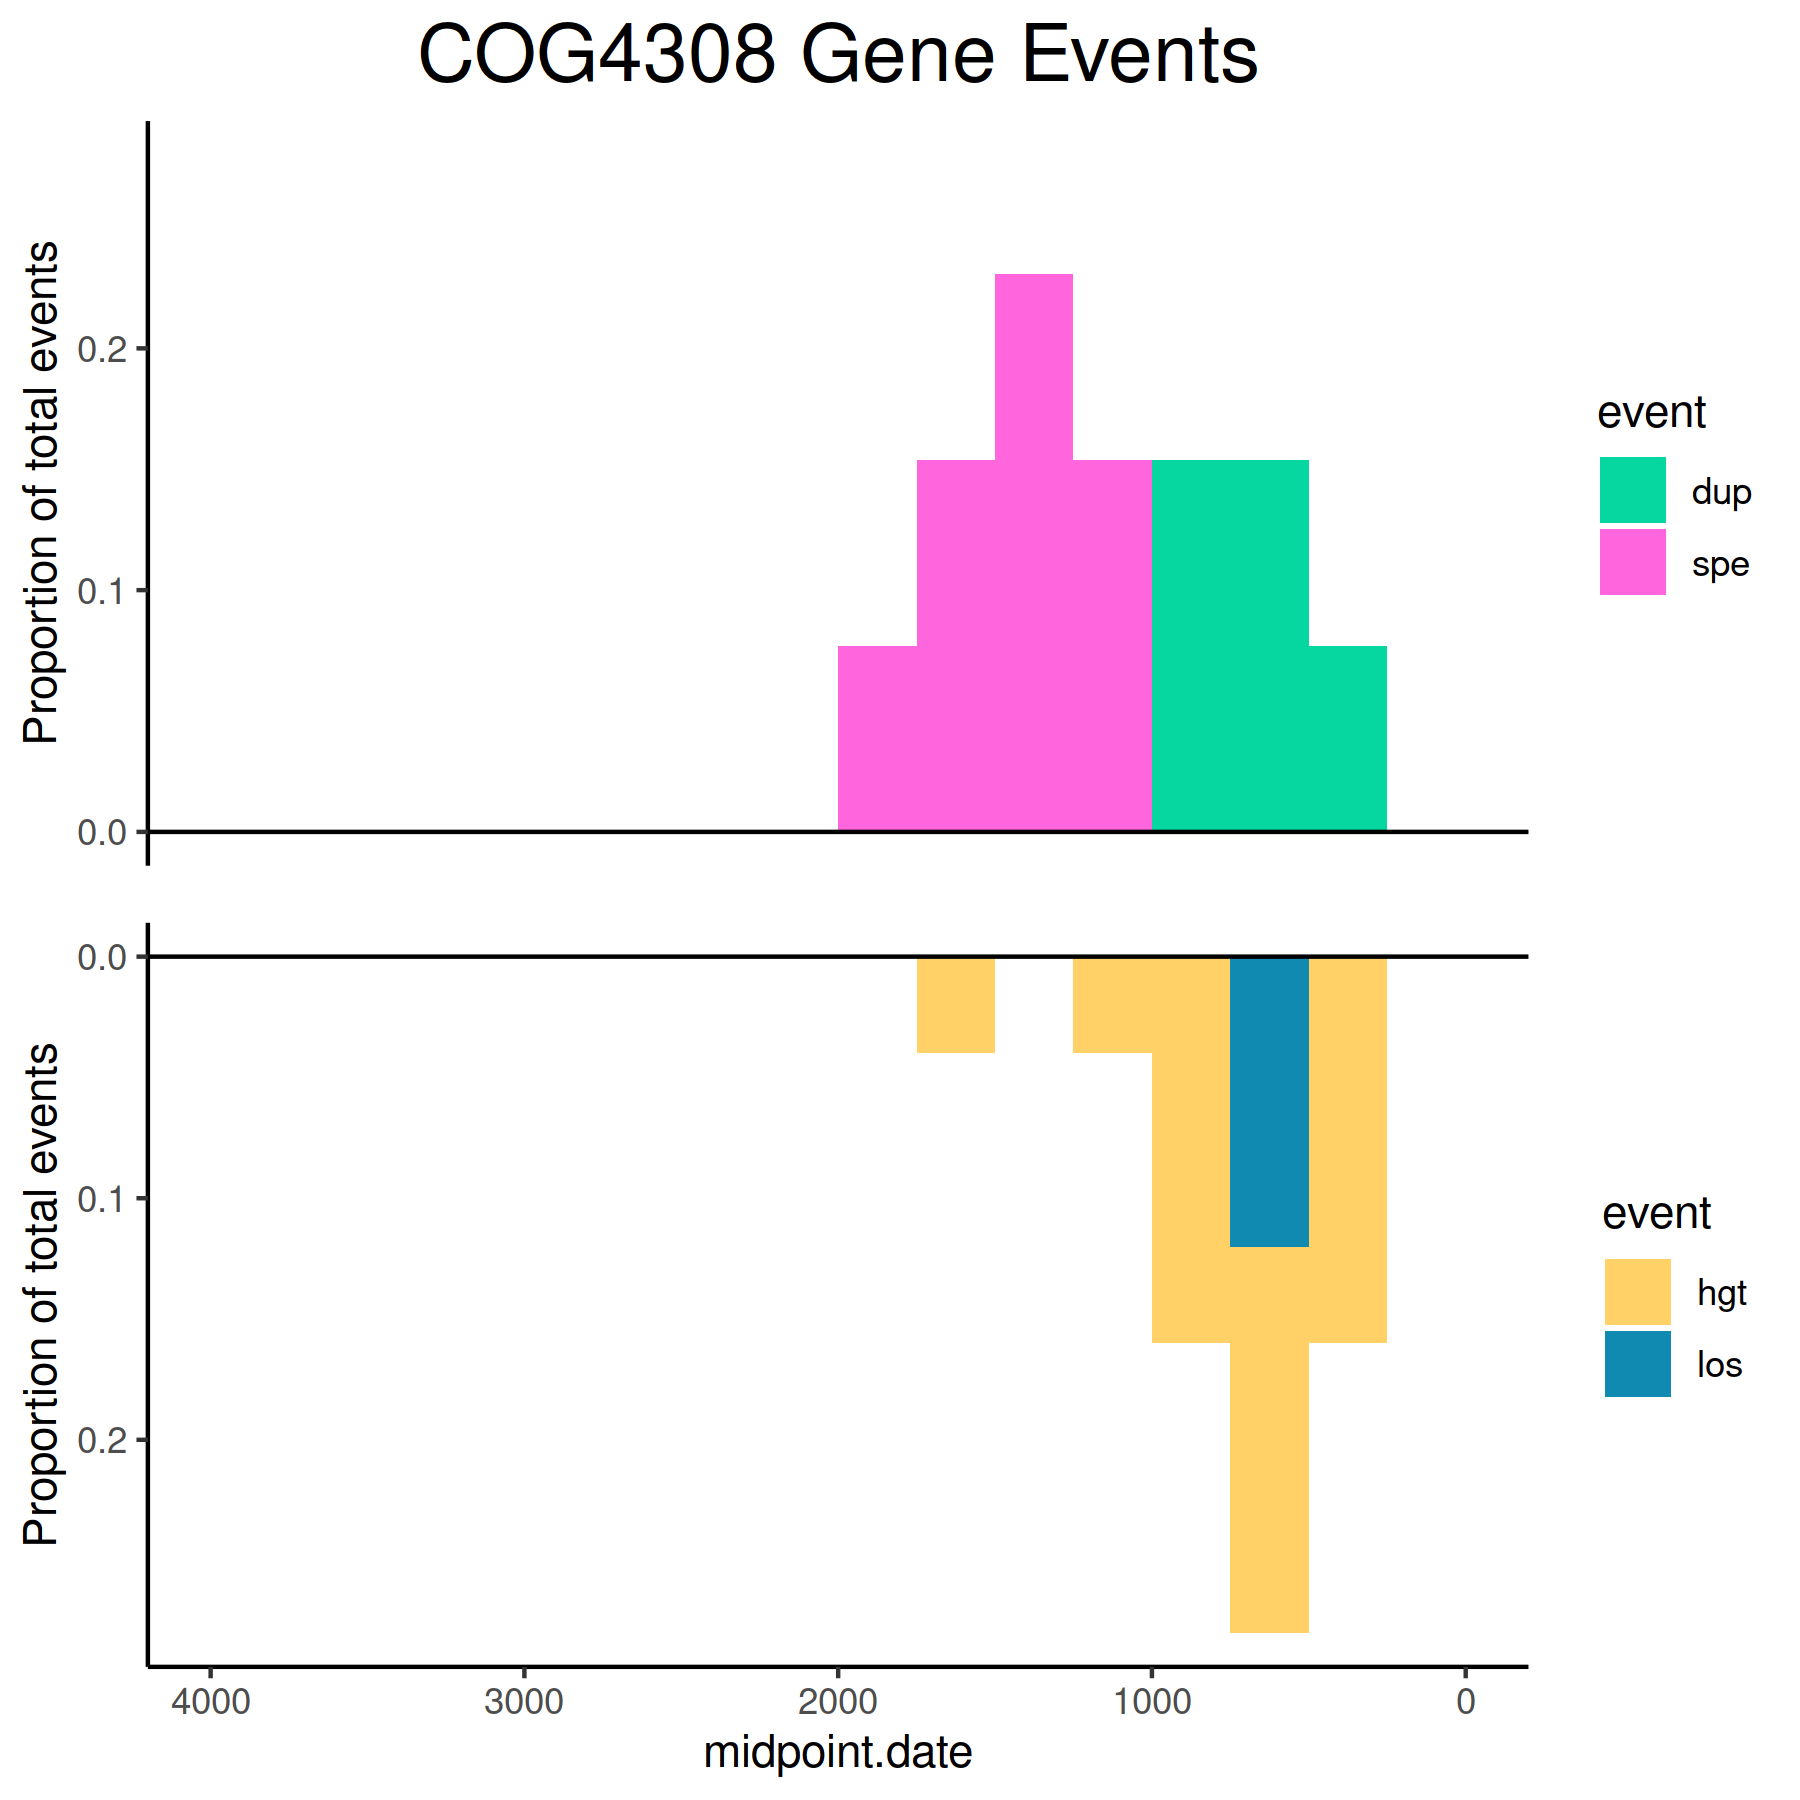 COG4308 Gene Events
Proportion of total events
0.2
0.1
0.0
event
dup
spe
Proportion of total events
0.0
0.1
0.2
event
hgt
los
4000 3000 2000 1000 0
midpoint.date